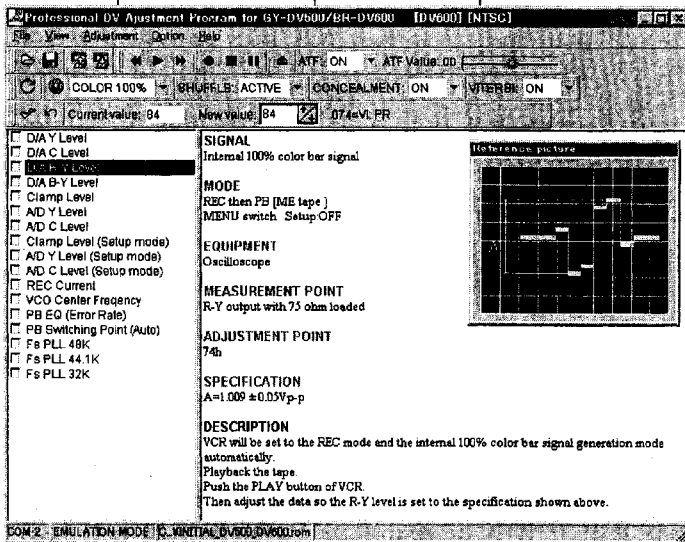 Professional DV Ajustment Program for GY-DV500/BR-DV600 [DV600] [NTSC]
File View Adjustment Option Help
ATF: ON ATF Value: 00
COLOR 100% SHUFFLE: ACTIVE CONCEALMENT: ON VITERBI: ON
Current value: 84 New value: 84 074=VL PR
D/A Y Level
D/A C Level
D/A R-Y Level
D/A B-Y Level
Clamp Level
A/D Y Level
A/D C Level
Clamp Level (Setup mode)
A/D Y Level (Setup mode)
A/D C Level (Setup mode)
REC Current
VCO Center Freqency
PB EQ (Error Rate)
PB Switching Point (Auto)
Fs PLL 48K
Fs PLL 44.1K
Fs PLL 32K
SIGNAL
Internal 100% color bar signal
MODE
REC then PB [ME tape ]
MENU switch Setup:OFF
EQUIPMENT
Oscilloscope
MEASUREMENT POINT
R-Y output with 75 ohm loaded
ADJUSTMENT POINT
74h
SPECIFICATION
A=1.009 ±0.05Vp-p
DESCRIPTION
VCR will be set to the REC mode and the internal 100% color bar signal generation mode
automatically.
Playback the tape.
Push the PLAY button of VCR.
Then adjust the data so the R-Y level is set to the specification shown above.
Reference picture
A
COM-2 EMULATION MODE C:\INITIAL_DV500\DV600.rom